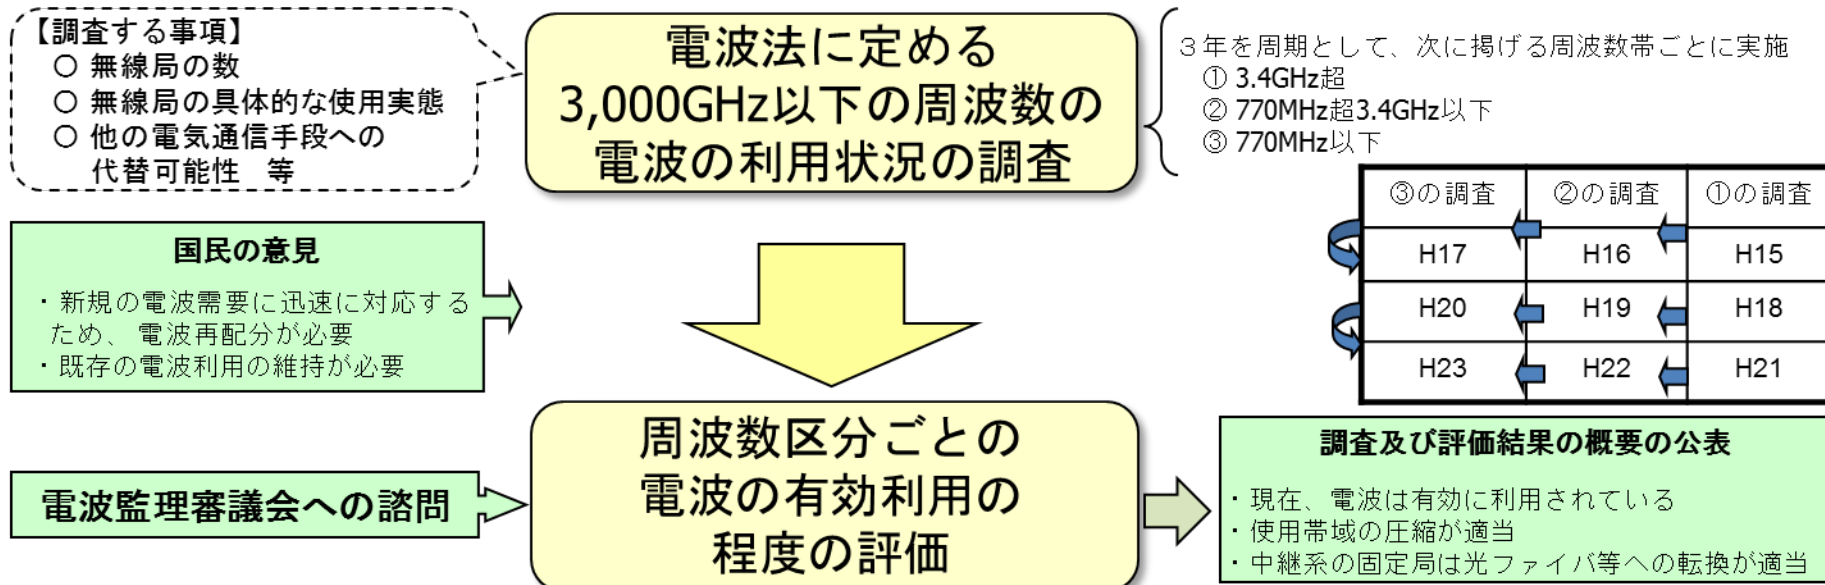 【調査する事項】
○ 無線局の数
○ 無線局の具体的な使用実態
○ 他の電気通信手段への
代替可能性 等
電波法に定める
3,000GHz以下の周波数の
電波の利用状況の調査
３年を周期として、次に掲げる周波数帯ごとに実施
① 3.4GHz超
② 770MHz超3.4GHz以下
③ 770MHz以下
③の調査 ②の調査 ①の調査
H17 H16 H15
H20 H19 H18
H23 H22 H21
国民の意見
・新規の電波需要に迅速に対応する
ため、電波再配分が必要
・既存の電波利用の維持が必要
電波監理審議会への諮問
周波数区分ごとの
電波の有効利用の
程度の評価
調査及び評価結果の概要の公表
・現在、電波は有効に利用されている
・使用帯域の圧縮が適当
・中継系の固定局は光ファイバ等への転換が適当